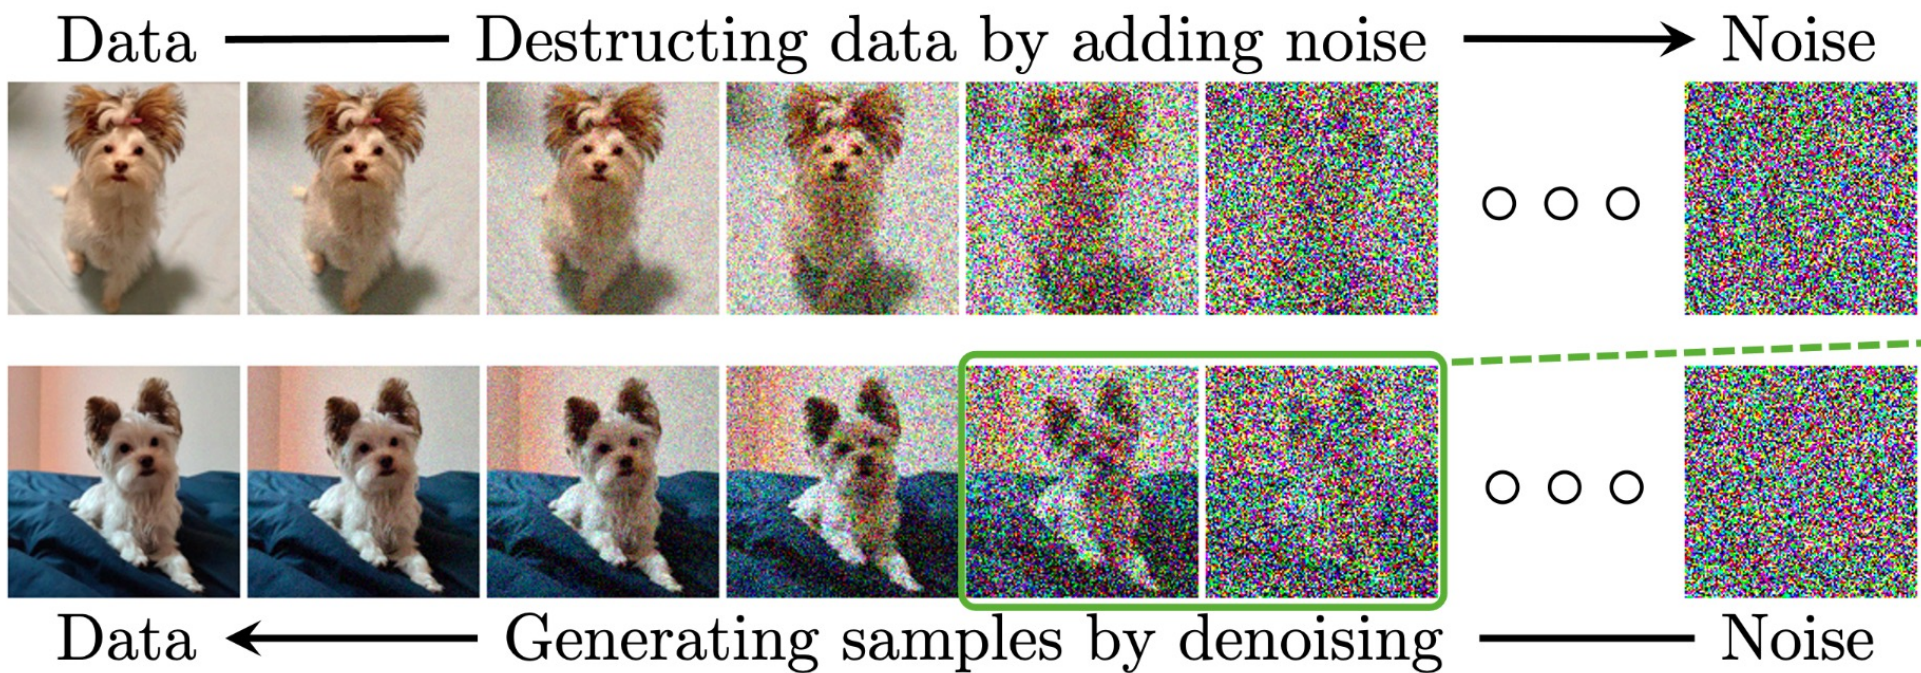 Data Destructing data by adding noise Noise
Data Generating samples by denoising Noise